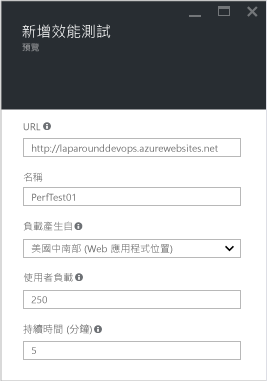 新增效能測試
預覽
URL
http://laparounddevops.azurewebsites.net
名稱
PerfTest01
負載產生自
美國中南部 (Web 應用程式位置)
使用者負載
250
持續時間 (分鐘)
5